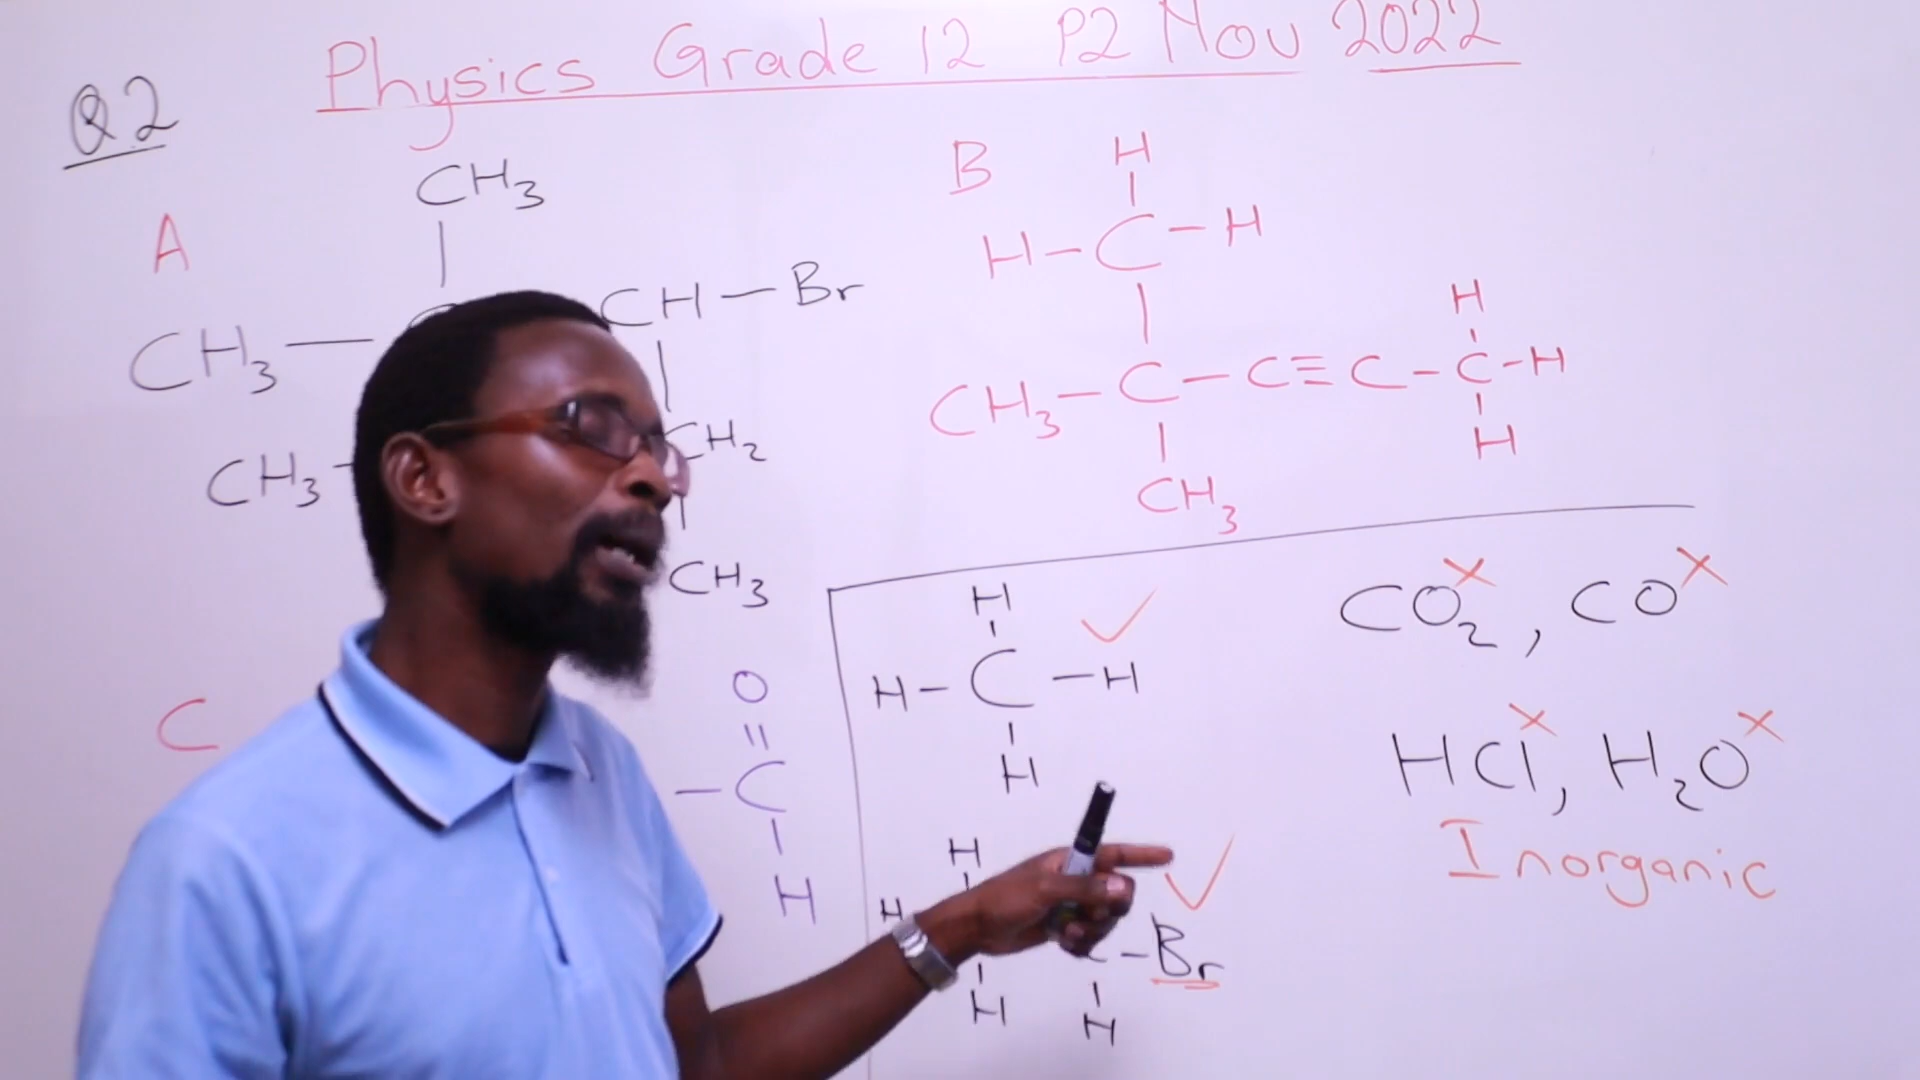 Physics Grade 12 P2 Nov 2022
Q2
A
CH3
CH3 — CH — Br
CH3 - CH2
CH3
B
H
H - C - H
CH3 - C - C ≡ C - C - H
H
H
CH3
C
O
=
- C
H
H
H - C - H
H
H
H
C - Br
H
H
CO2 , CO
HCl, H2O
Inorganic